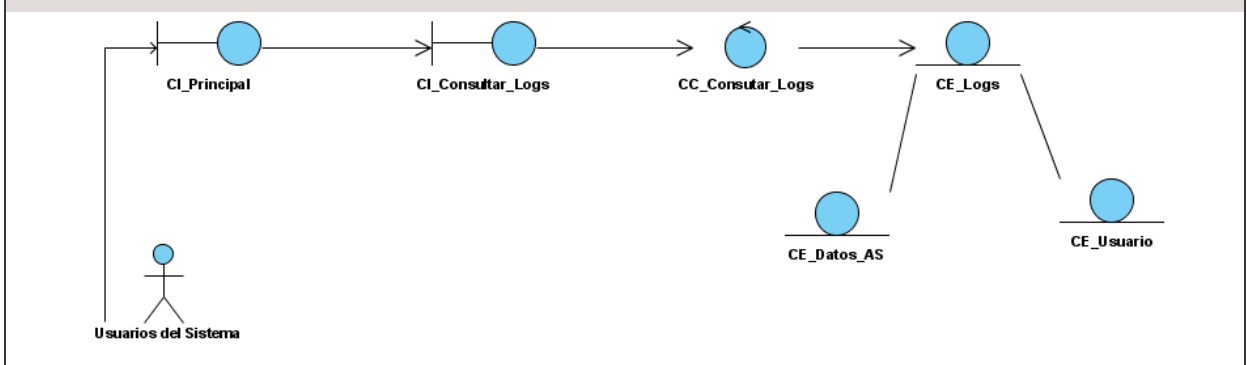 CI_Principal
CI_Consultar_Logs
CC_Consutar_Logs
CE_Logs
CE_Datos_AS
CE_Usuario
Usuarios del Sistema